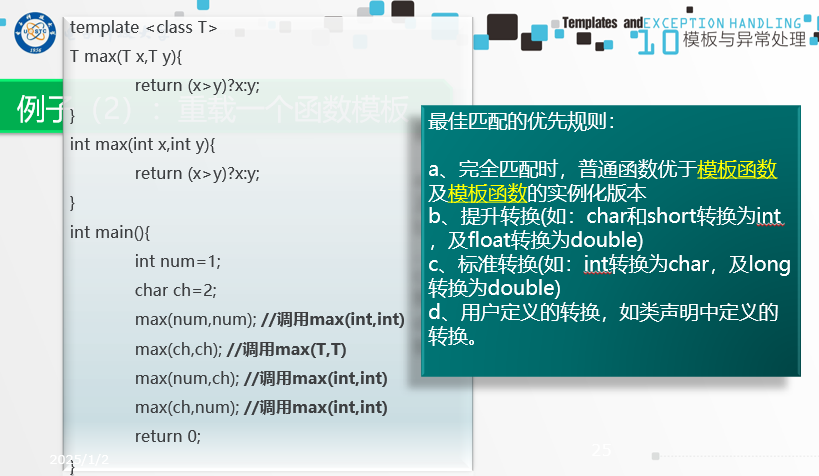 Templates and EXCEPTION HANDLING
10 模板与异常处理
例子（2）：重载一个函数模板
template <class T>
T max(T x,T y){
return (x>y)?x:y;
}
int max(int x,int y){
return (x>y)?x:y;
}
int main(){
int num=1;
char ch=2;
max(num,num); //调用max(int,int)
max(ch,ch); //调用max(T,T)
max(num,ch); //调用max(int,int)
max(ch,num); //调用max(int,int)
return 0;
}
最佳匹配的优先规则：
a、完全匹配时，普通函数优于模板函数
及模板函数的实例化版本
b、提升转换(如：char和short转换为int
，及float转换为double)
c、标准转换(如：int转换为char，及long
转换为double)
d、用户定义的转换，如类声明中定义的
转换。
2025/1/2
25